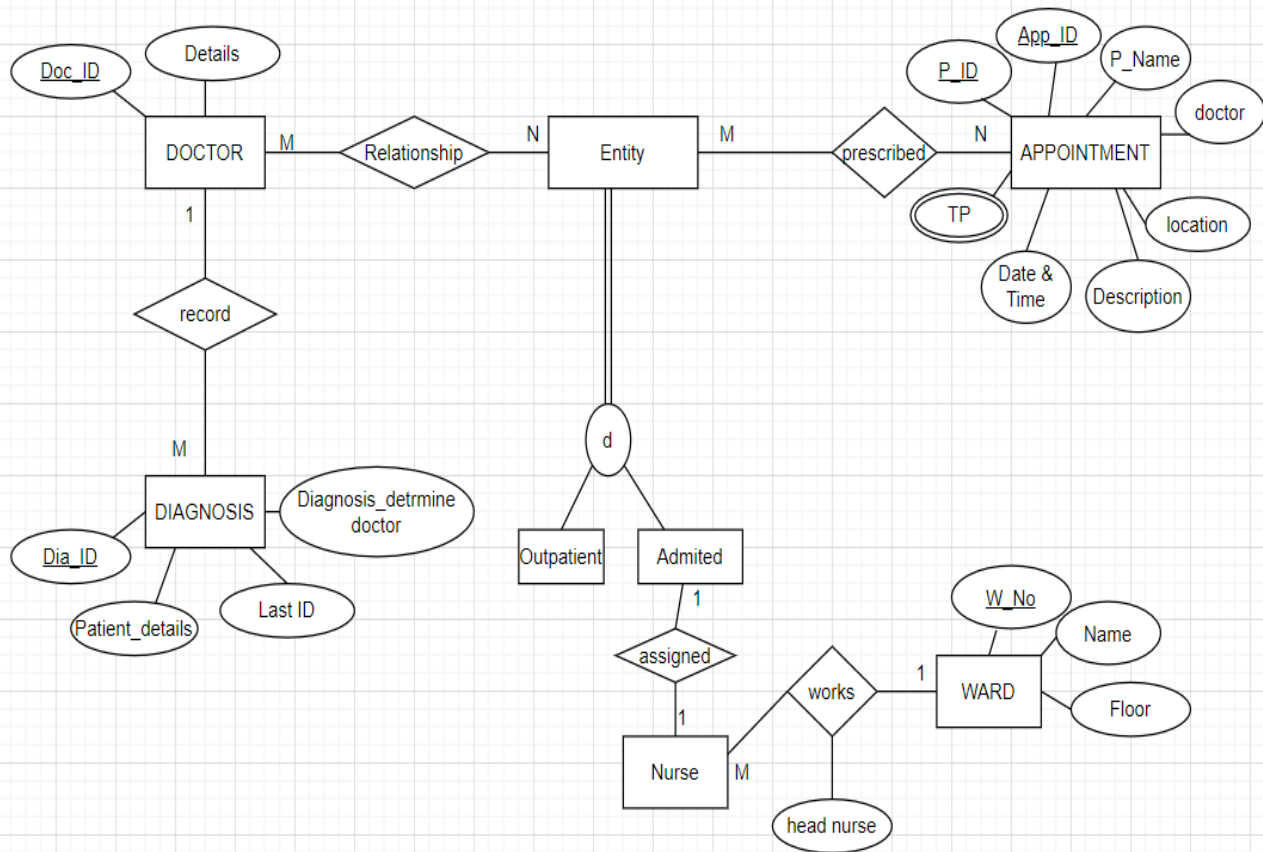 App_ID
Details
P_Name
Doc_ID
P_ID
doctor
DOCTOR
M
Relationship
N
Entity
M
prescribed
N
APPOINTMENT
1
TP
location
Date &
Time
Description
record
M
d
DIAGNOSIS
Diagnosis_detrmine
doctor
Dia_ID
Outpatient
Admited
Last ID
Patient_details
1
W_No
Name
assigned
works
1
WARD
Floor
1
Nurse
M
head nurse